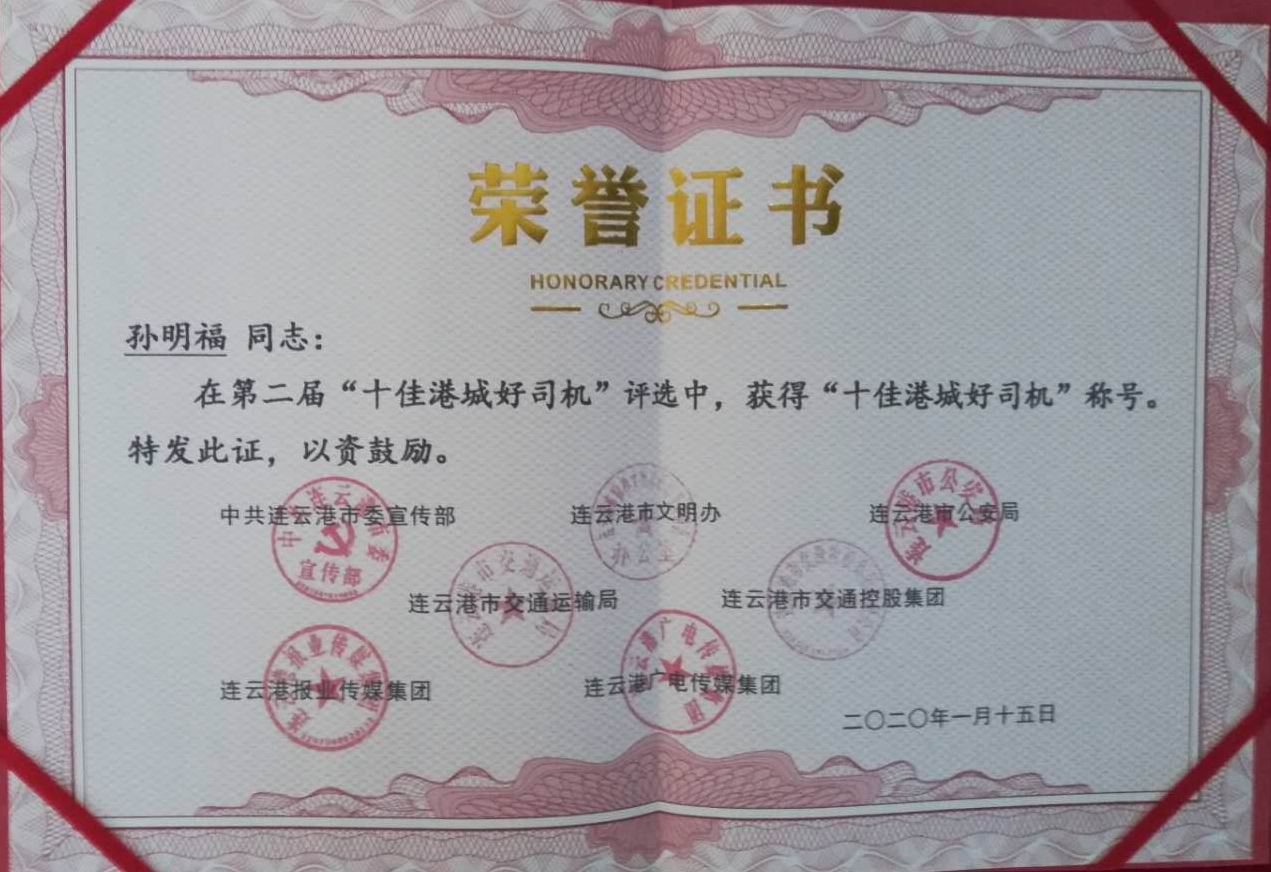 荣誉证书
HONORARY CREDENTIAL
孙明福 同志：
在第二届“十佳港城好司机”评选中，获得“十佳港城好司机”称号。
特发此证，以资鼓励。
中共连云港市委宣传部 连云港市文明办 连云港市公安局
连云港市交通运输局 连云港市交通控股集团
连云港报业传媒集团 连云港广电传媒集团
二〇二〇年一月十五日
宣传部
办公室